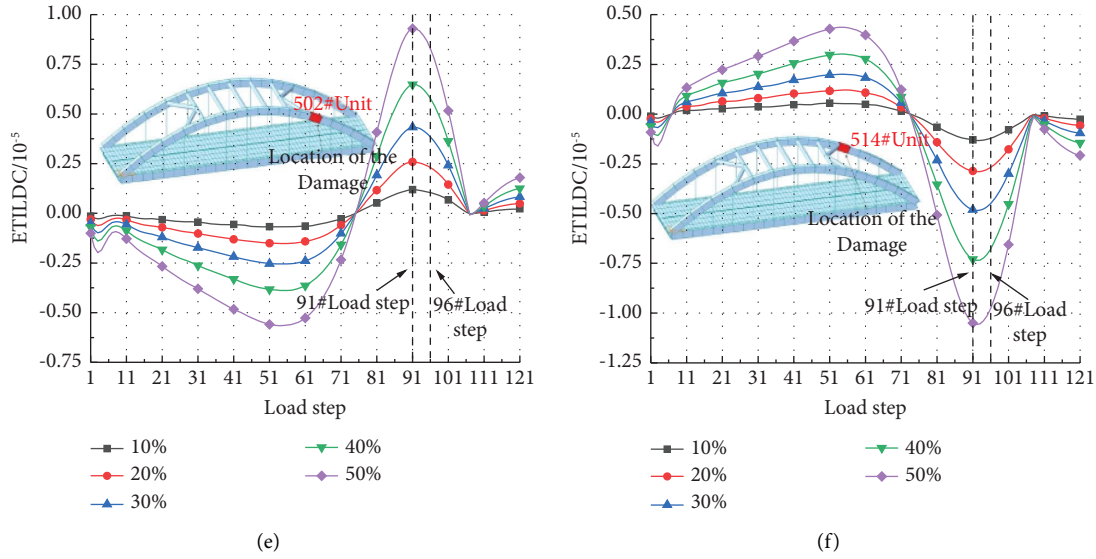 1.00
0.75
0.50
0.25
0.00
-0.25
-0.50
-0.75
ETILDC/10⁻⁵
502#Unit
Location of the
Damage
91#Load step
96#Load
step
1 11 21 31 41 51 61 71 81 91 101 111 121
Load step
10%
20%
30%
40%
50%
(e)
0.50
0.25
0.00
-0.25
-0.50
-0.75
-1.00
-1.25
ETILDC/10⁻⁵
514#Unit
Location of the
Damage
91#Load step
96#Load
step
1 11 21 31 41 51 61 71 81 91 101 111 121
Load step
10%
20%
30%
40%
50%
(f)